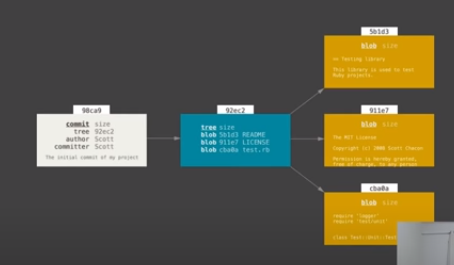 98ca9
commit size
tree 92ec2
author Scott
committer Scott
The initial commit of my project
92ec2
tree size
blob 5b1d3 README
blob 911e7 LICENSE
blob cba0a test.rb
5b1d3
blob size
== Testing library
This library is used to test
Ruby projects.
911e7
blob size
The MIT License
Copyright (c) 2008 Scott Chacon
Permission is hereby granted,
free of charge, to any person
cba0a
blob size
require 'logger'
require 'test/unit'
class Test::Unit::Test